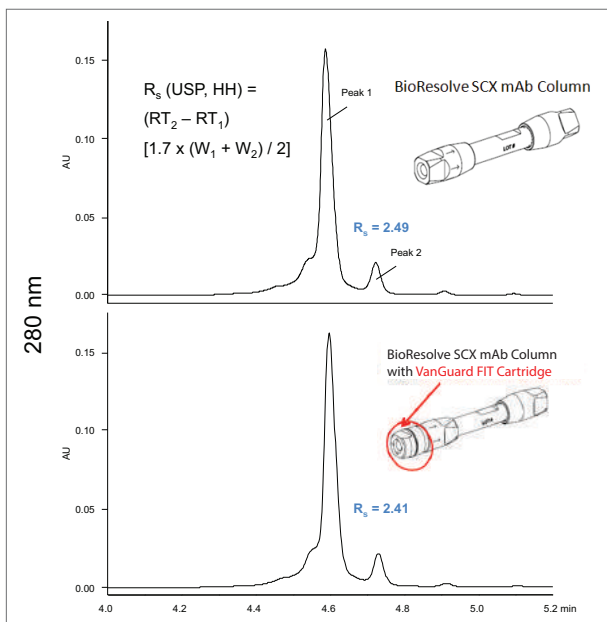 280 nm
AU
0.15
0.10
0.05
0.00
R_s (USP, HH) =
(RT₂ – RT₁)
[1.7 x (W₁ + W₂) / 2]
Peak 1
BioResolve SCX mAb Column
R_s = 2.49
Peak 2
AU
0.15
0.10
0.05
0.00
BioResolve SCX mAb Column
with VanGuard FIT Cartridge
R_s = 2.41
4.0 4.2 4.4 4.6 4.8 5.0 5.2 min